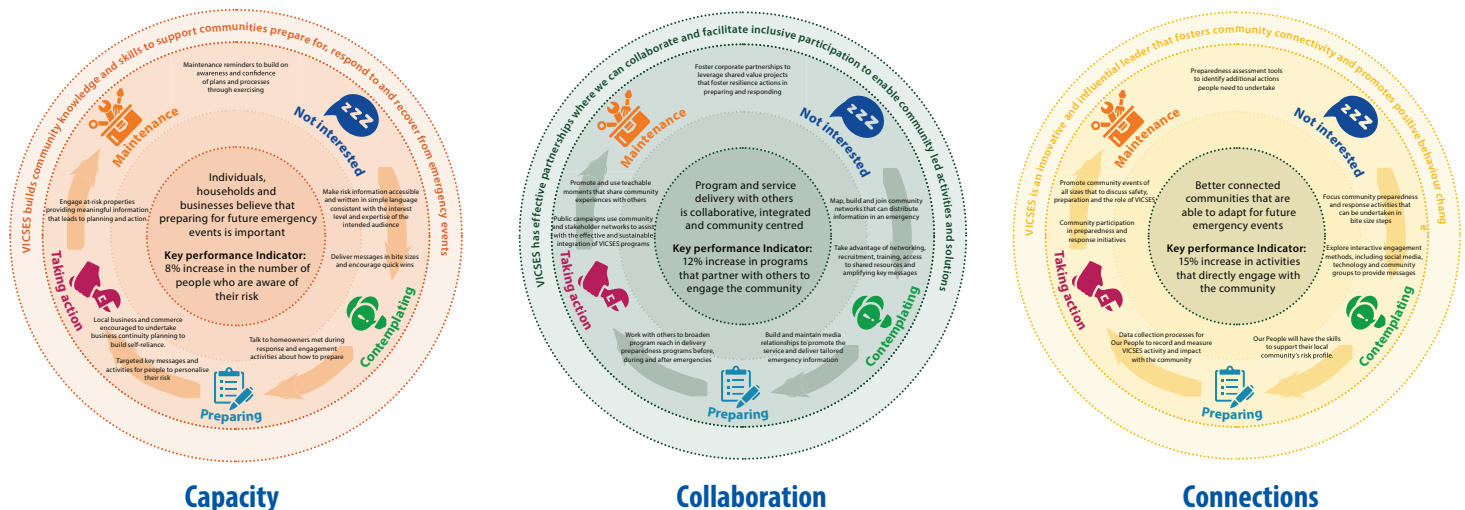 VICSES builds community knowledge and skills to support communities prepare for, respond to and recover from emergency events
Maintenance reminders to build on
awareness and confidence
of plans and processes
through exercising
Not interested
Make risk information accessible
and written in simple language
consistent with the interest
level and expertise of the
intended audience
Deliver messages in bite sizes
and encourage quick wins
Contemplating
Talk to homeowners met during
response and engagement
activities about how to prepare
Preparing
Targeted key messages and
activities for people to personalise
their risk
Local business and commerce
encouraged to undertake
business continuity planning to
build self-reliance.
Taking action
Engage at-risk properties
providing meaningful information
that leads to planning and action.
Maintenance
Individuals,
households and
businesses believe that
preparing for future emergency
events is important
Key performance Indicator:
8% increase in the number of
people who are aware of
their risk
Capacity
VICSES has effective partnerships where we can collaborate and facilitate inclusive participation to enable community led activities and solutions
Foster corporate partnerships to
leverage shared value projects
that foster resilience actions in
preparing and responding
Not interested
Map, build and join community
networks that can distribute
information in an emergency
Take advantage of networking,
recruitment, training, access
to shared resources and
amplifying key messages
Contemplating
Build and maintain media
relationships to promote the
service and deliver tailored
emergency information
Preparing
Work with others to broaden
program reach in delivery
preparedness programs before,
during and after emergencies
Taking action
Public campaigns use community
and stakeholder networks to assist
with the effective and sustainable
integration of VICSES programs
Promote and use teachable
moments that share community
experiences with others
Maintenance
Program and service
delivery with others
is collaborative, integrated
and community centred
Key performance Indicator:
12% increase in programs
that partner with others to
engage the community
Collaboration
VICSES is an innovative and influential leader that fosters community connectivity and promotes positive behaviour change
Preparedness assessment tools
to identify additional actions
people need to undertake
Not interested
Focus community preparedness
and response activities that
can be undertaken in
bite size steps
Explore interactive engagement
methods, including social media,
technology and community
groups to provide messages
Contemplating
Our People will have the skills
to support their local
community's risk profile.
Preparing
Data collection processes for
Our People to record and measure
VICSES activity and impact
with the community
Taking action
Community participation
in preparedness and
response initiatives
Promote community events of
all sizes that to discuss safety,
preparation and the role of VICSES
Maintenance
Better connected
communities that are
able to adapt for future
emergency events
Key performance Indicator:
15% increase in activities
that directly engage with
the community
Connections